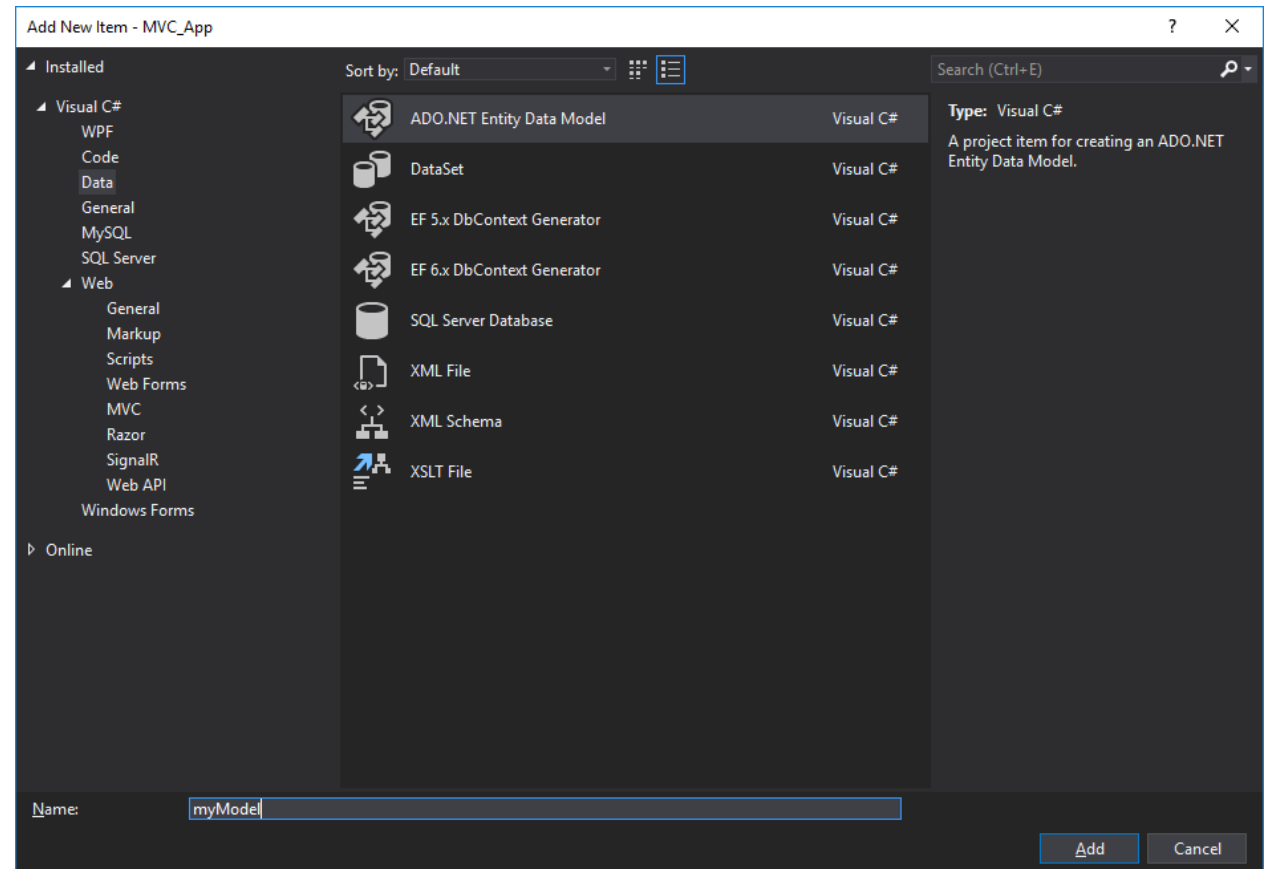 Add New Item - MVC_App
?
Installed
Sort by: Default
Search (Ctrl+E)
Visual C#
WPF
Code
Data
General
MySQL
SQL Server
Web
General
Markup
Scripts
Web Forms
MVC
Razor
SignalR
Web API
Windows Forms
Online
ADO.NET Entity Data Model Visual C#
DataSet Visual C#
EF 5.x DbContext Generator Visual C#
EF 6.x DbContext Generator Visual C#
SQL Server Database Visual C#
XML File Visual C#
XML Schema Visual C#
XSLT File Visual C#
Type: Visual C#
A project item for creating an ADO.NET
Entity Data Model.
Name: myModel
Add Cancel